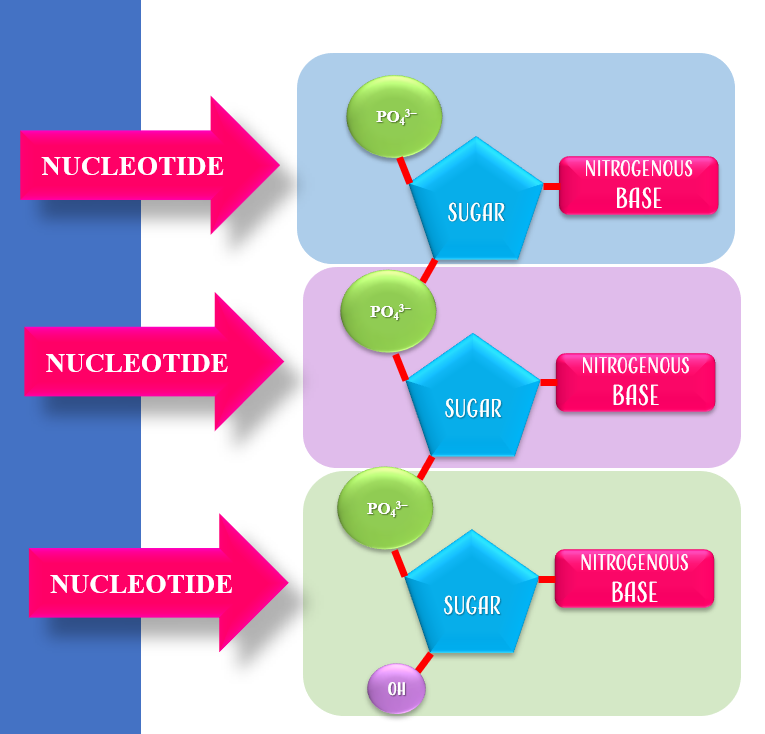 PO₄³⁻
NUCLEOTIDE
SUGAR
NITROGENOUS
BASE
PO₄³⁻
NUCLEOTIDE
SUGAR
NITROGENOUS
BASE
PO₄³⁻
NUCLEOTIDE
SUGAR
NITROGENOUS
BASE
OH